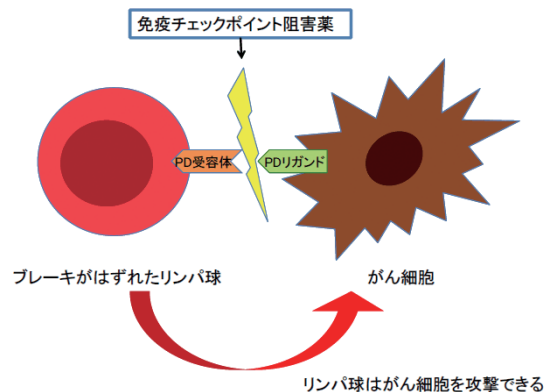 免疫チェックポイント阻害薬
PD受容体
PDリガンド
ブレーキがはずれたリンパ球
がん細胞
リンパ球はがん細胞を攻撃できる